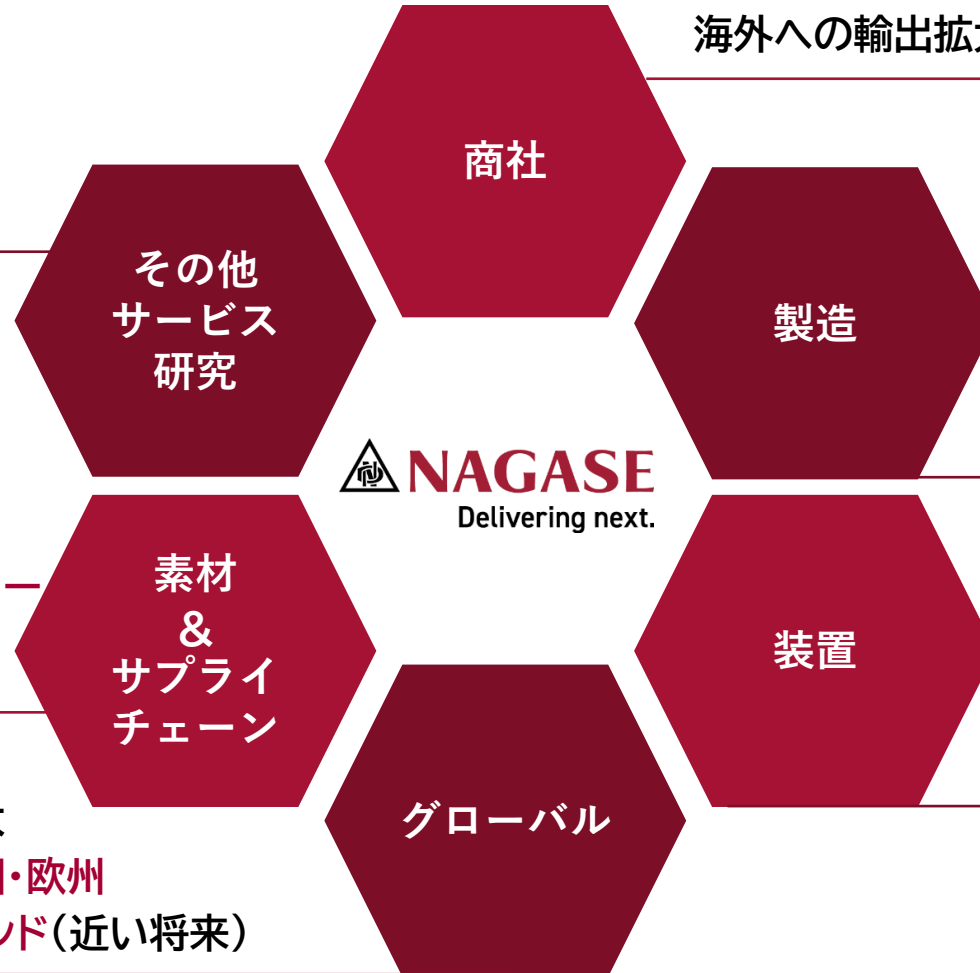 海外への輸出拡
商社
その他
サービス
研究
製造
NAGASE
Delivering next.
素材
&
サプライ
チェーン
装置
グローバル
・欧州
ンド(近い将来)